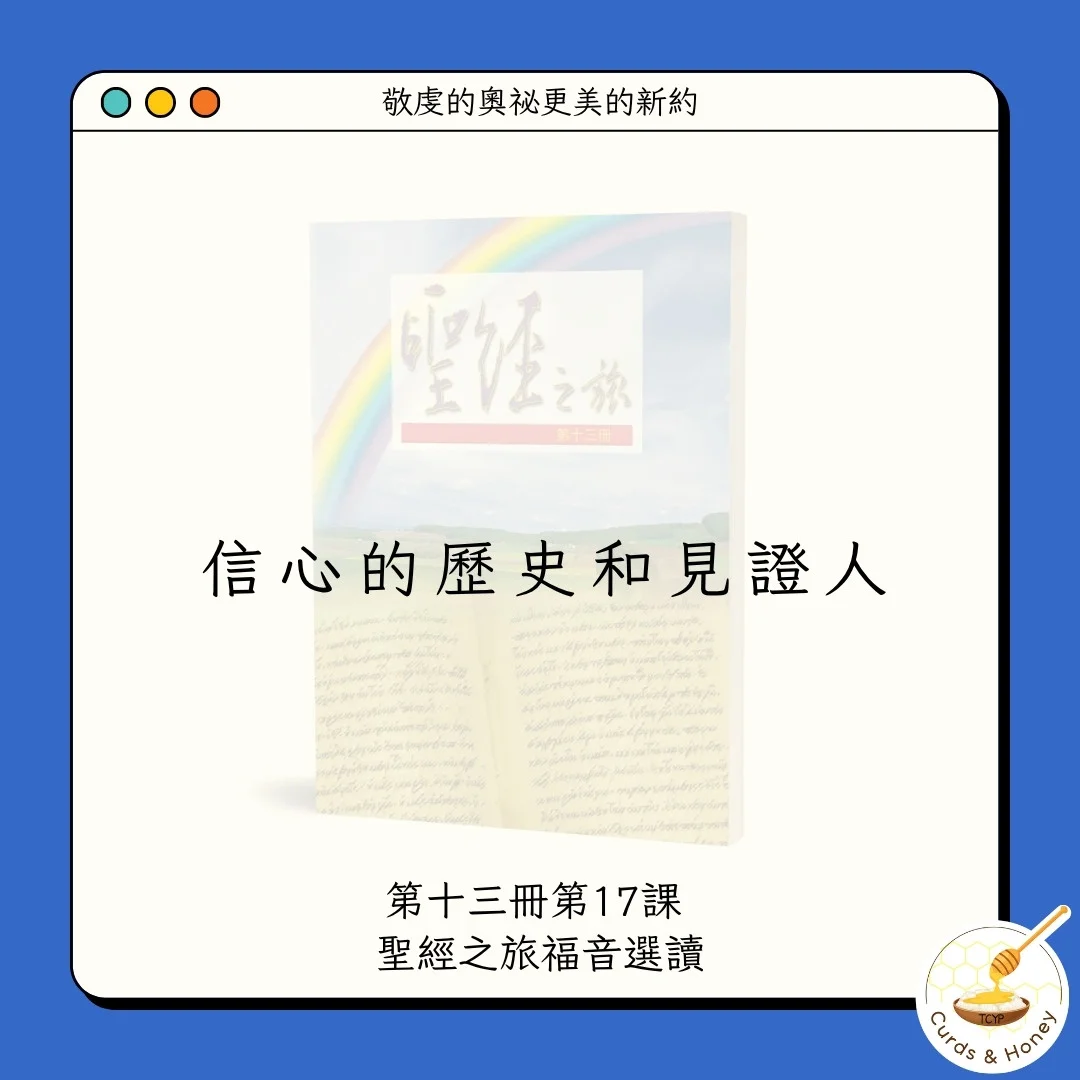 敬虔的奧祕更美的新約
聖經之旅
第十三冊
信心的歷史和見證人
第十三冊第17課
聖經之旅福音選讀
TCYP
Curds & Honey